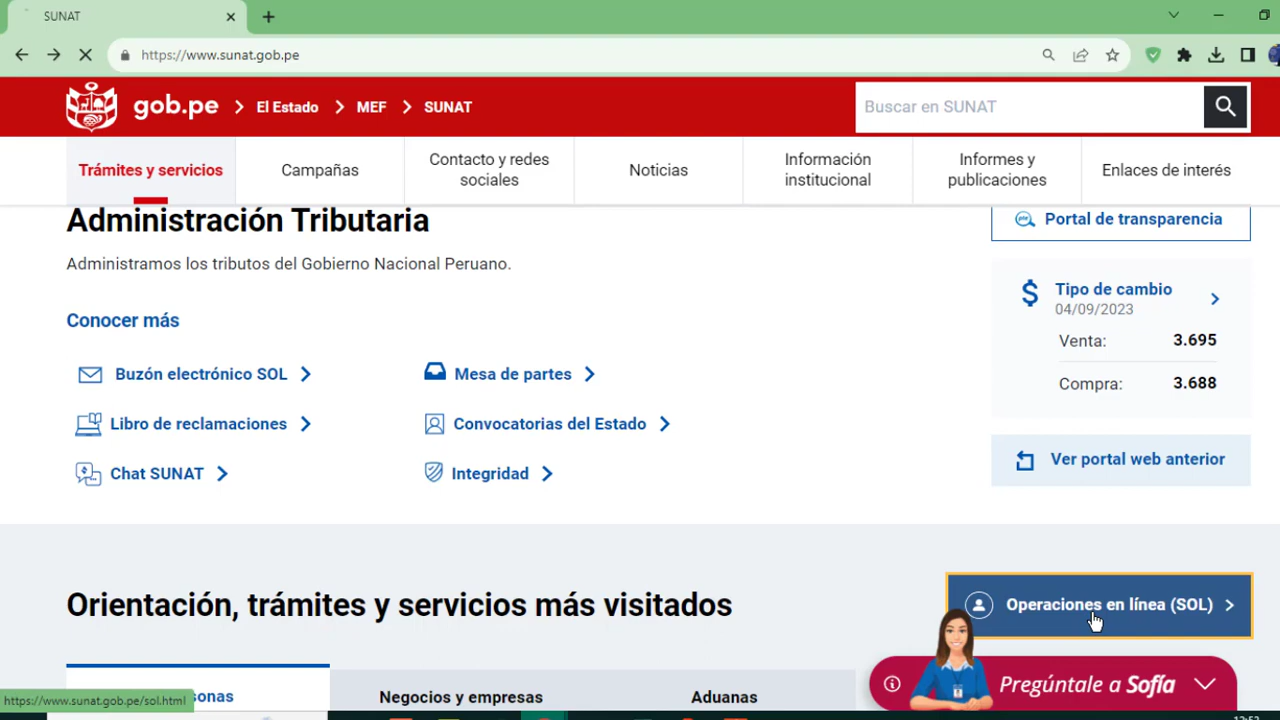 SUNAT
https://www.sunat.gob.pe
gob.pe
El Estado
MEF
SUNAT
Buscar en SUNAT
Trámites y servicios
Campañas
Contacto y redes
sociales
Noticias
Información
institucional
Informes y
publicaciones
Enlaces de interés
Administración Tributaria
Administramos los tributos del Gobierno Nacional Peruano.
Conocer más
Buzón electrónico SOL
Mesa de partes
Libro de reclamaciones
Convocatorias del Estado
Chat SUNAT
Integridad
Portal de transparencia
Tipo de cambio
04/09/2023
Venta: 3.695
Compra: 3.688
Ver portal web anterior
Orientación, trámites y servicios más visitados
Operaciones en línea (SOL)
Pregúntale a Sofía
Negocios y empresas
Aduanas
https://www.sunat.gob.pe/sol.html